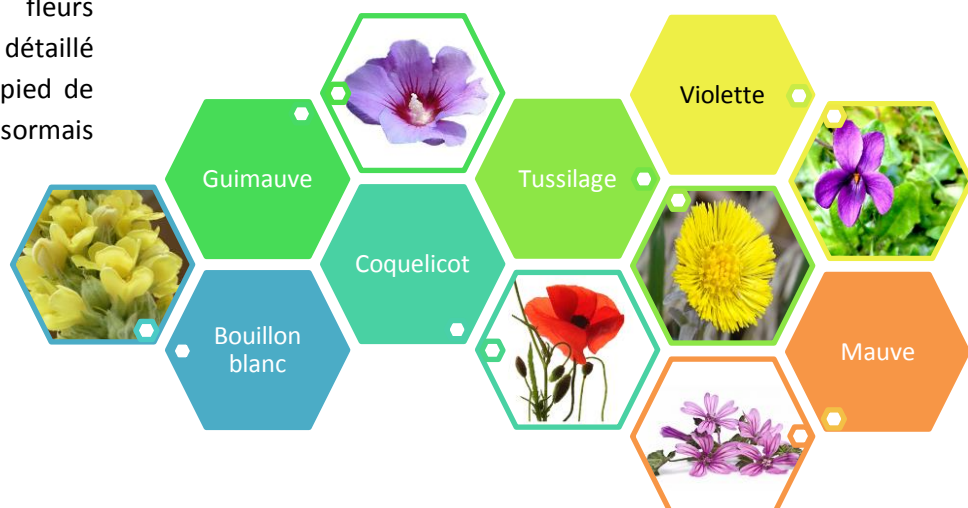 fleurs
détaillé
pied de
sormais
Violette
Guimauve
Tussilage
Coquelicot
Bouillon
blanc
Mauve